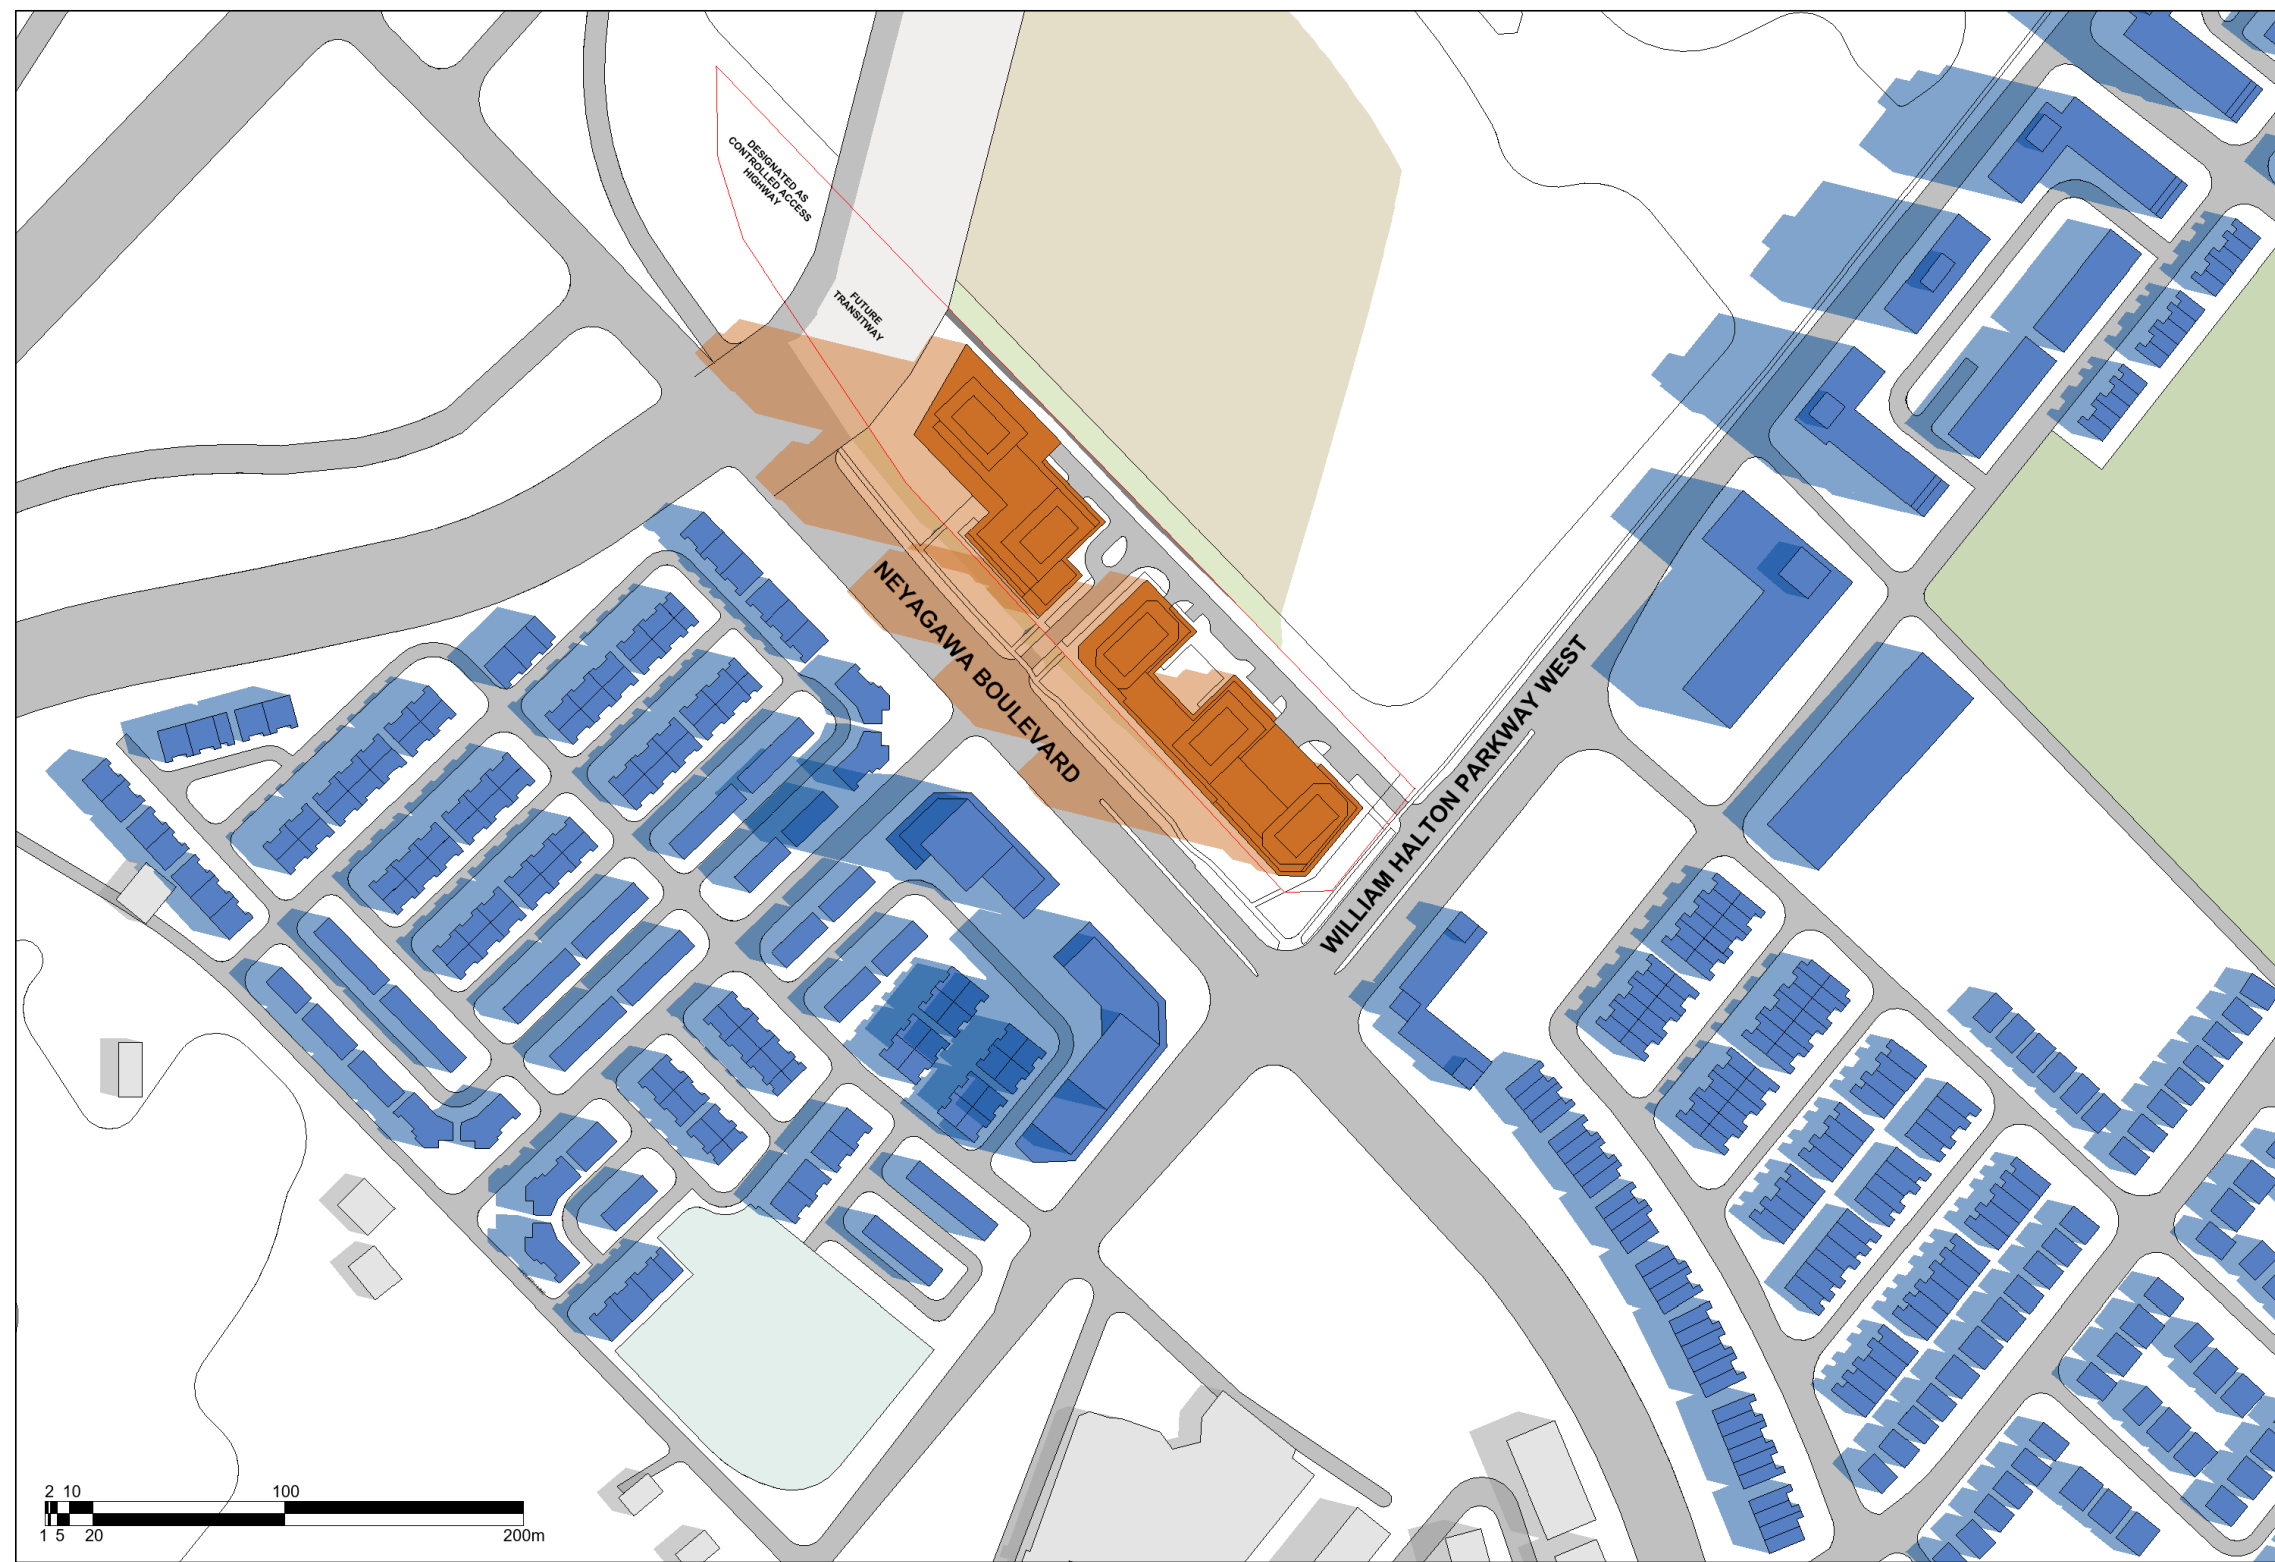 DESIGNATED AS
CONTROLLED ACCESS
HIGHWAY
FUTURE
TRANSITWAY
NEYAGAWA BOULEVARD
WILLIAM HALTON PARKWAY WEST
2 10 100
1 5 20 200m